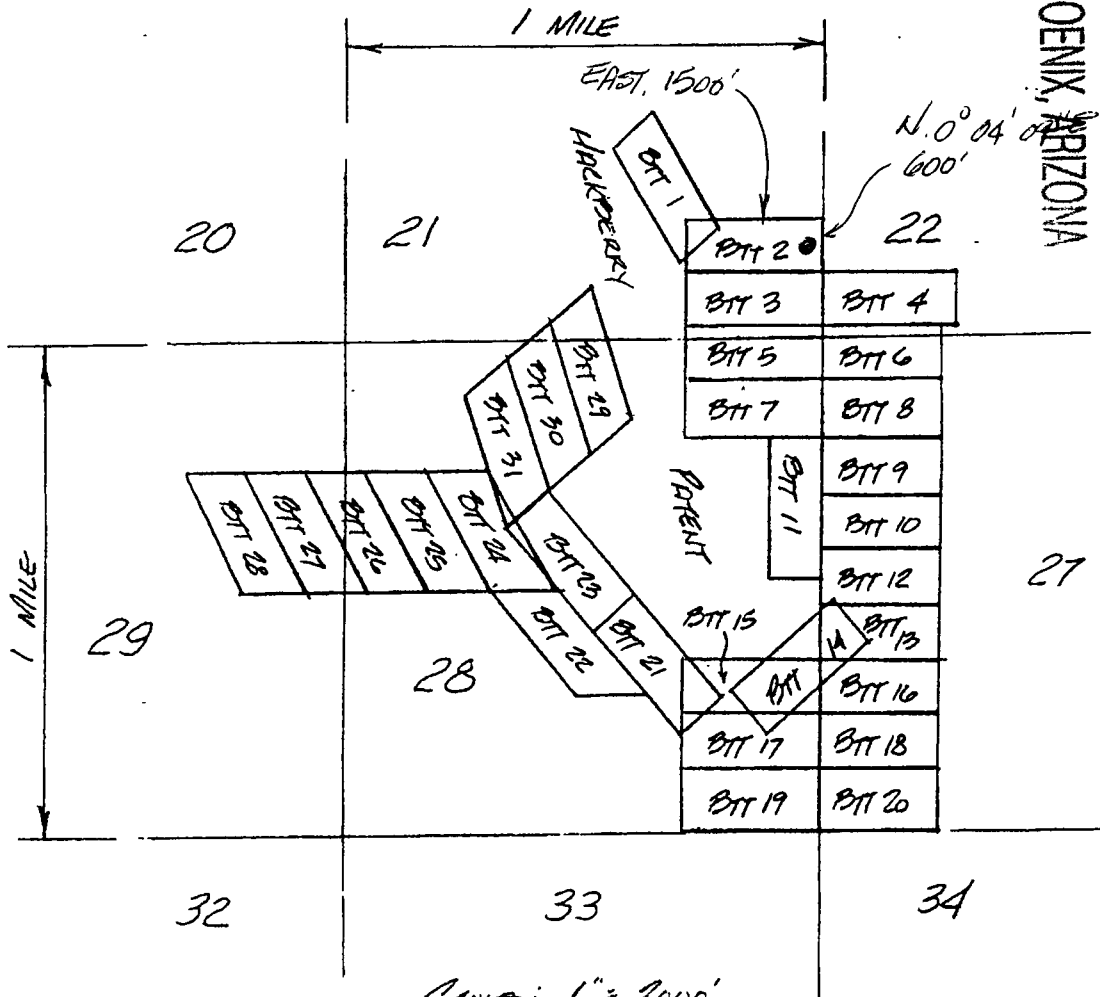 1 MILE
OENIX, ARIZONA
EAST, 1500'
N. 0° 04'
600'
HACKBERRY
BTT 1
20
21
BTT 2
22
BTT 3
BTT 4
BTT 5
BTT 6
BTT 29
BTT 30
BTT 31
BTT 7
BTT 8
PATENT
BTT 11
BTT 9
BTT 10
BTT 12
BTT 28
BTT 27
BTT 26
BTT 25
BTT 24
BTT 23
BTT 22
BTT 21
1 MILE
29
28
27
BTT 15
BTT 14
BTT 13
BTT 16
BTT 17
BTT 18
BTT 19
BTT 20
32
33
34
1" = 2000'